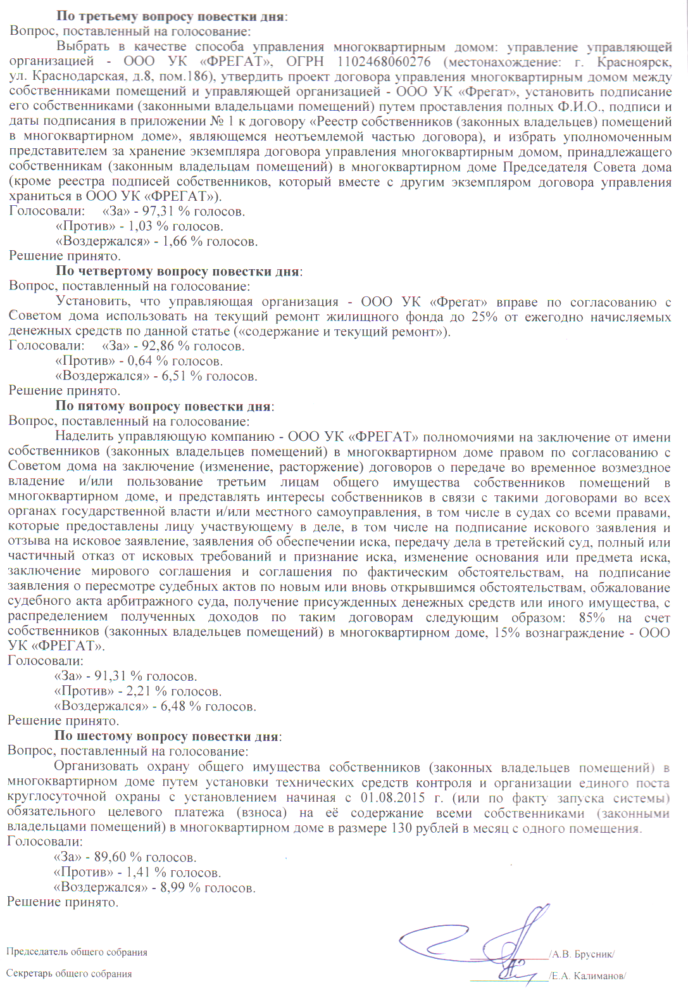 По третьему вопросу повестки дня:
Вопрос, поставленный на голосование:
Выбрать в качестве способа управления многоквартирным домом: управление управляющей
организацией - ООО УК «ФРЕГАТ», ОГРН 1102468060276 (местонахождение: г. Красноярск,
ул. Краснодарская, д.8, пом.186), утвердить проект договора управления многоквартирным домом между
собственниками помещений и управляющей организацией - ООО УК «Фрегат», установить подписание
его собственниками (законными владельцами помещений) путем проставления полных Ф.И.О., подписи и
даты подписания в приложении № 1 к договору «Реестр собственников (законных владельцев) помещений
в многоквартирном доме», являющемся неотъемлемой частью договора), и избрать уполномоченным
представителем за хранение экземпляра договора управления многоквартирным домом, принадлежащего
собственникам (законным владельцам помещений) в многоквартирном доме Председателя Совета дома
(кроме реестра подписей собственников, который вместе с другим экземпляром договора управления
храниться в ООО УК «ФРЕГАТ»).
Голосовали: «За» - 97,31 % голосов.
«Против» - 1,03 % голосов.
«Воздержался» - 1,66 % голосов.
Решение принято.
По четвертому вопросу повестки дня:
Вопрос, поставленный на голосование:
Установить, что управляющая организация - ООО УК «Фрегат» вправе по согласованию с
Советом дома использовать на текущий ремонт жилищного фонда до 25% от ежегодно начисляемых
денежных средств по данной статье («содержание и текущий ремонт»).
Голосовали: «За» - 92,86 % голосов.
«Против» - 0,64 % голосов.
«Воздержался» - 6,51 % голосов.
Решение принято.
По пятому вопросу повестки дня:
Вопрос, поставленный на голосование:
Наделить управляющую компанию - ООО УК «ФРЕГАТ» полномочиями на заключение от имени
собственников (законных владельцев помещений) в многоквартирном доме правом по согласованию с
Советом дома на заключение (изменение, расторжение) договоров о передаче во временное возмездное
владение и/или пользование третьим лицам общего имущества собственников помещений в
многоквартирном доме, и представлять интересы собственников в связи с такими договорами во всех
органах государственной власти и/или местного самоуправления, в том числе в судах со всеми правами,
которые предоставлены лицу участвующему в деле, в том числе на подписание искового заявления и
отзыва на исковое заявление, заявления об обеспечении иска, передачу дела в третейский суд, полный или
частичный отказ от исковых требований и признание иска, изменение основания или предмета иска,
заключение мирового соглашения и соглашения по фактическим обстоятельствам, на подписание
заявления о пересмотре судебных актов по новым или вновь открывшимся обстоятельствам, обжалование
судебного акта арбитражного суда, получение присужденных денежных средств или иного имущества, с
распределением полученных доходов по таким договорам следующим образом: 85% на счет
собственников (законных владельцев помещений) в многоквартирном доме, 15% вознаграждение - ООО
УК «ФРЕГАТ».
Голосовали:
«За» - 91,31 % голосов.
«Против» - 2,21 % голосов.
«Воздержался» - 6,48 % голосов.
Решение принято.
По шестому вопросу повестки дня:
Вопрос, поставленный на голосование:
Организовать охрану общего имущества собственников (законных владельцев помещений) в
многоквартирном доме путем установки технических средств контроля и организации единого поста
круглосуточной охраны с установлением начиная с 01.08.2015 г. (или по факту запуска системы)
обязательного целевого платежа (взноса) на её содержание всеми собственниками (законными
владельцами помещений) в многоквартирном доме в размере 130 рублей в месяц с одного помещения.
Голосовали:
«За» - 89,60 % голосов.
«Против» - 1,41 % голосов.
«Воздержался» - 8,99 % голосов.
Решение принято.
Председатель общего собрания /А.В. Брусник/
Секретарь общего собрания /Е.А. Калиманов/